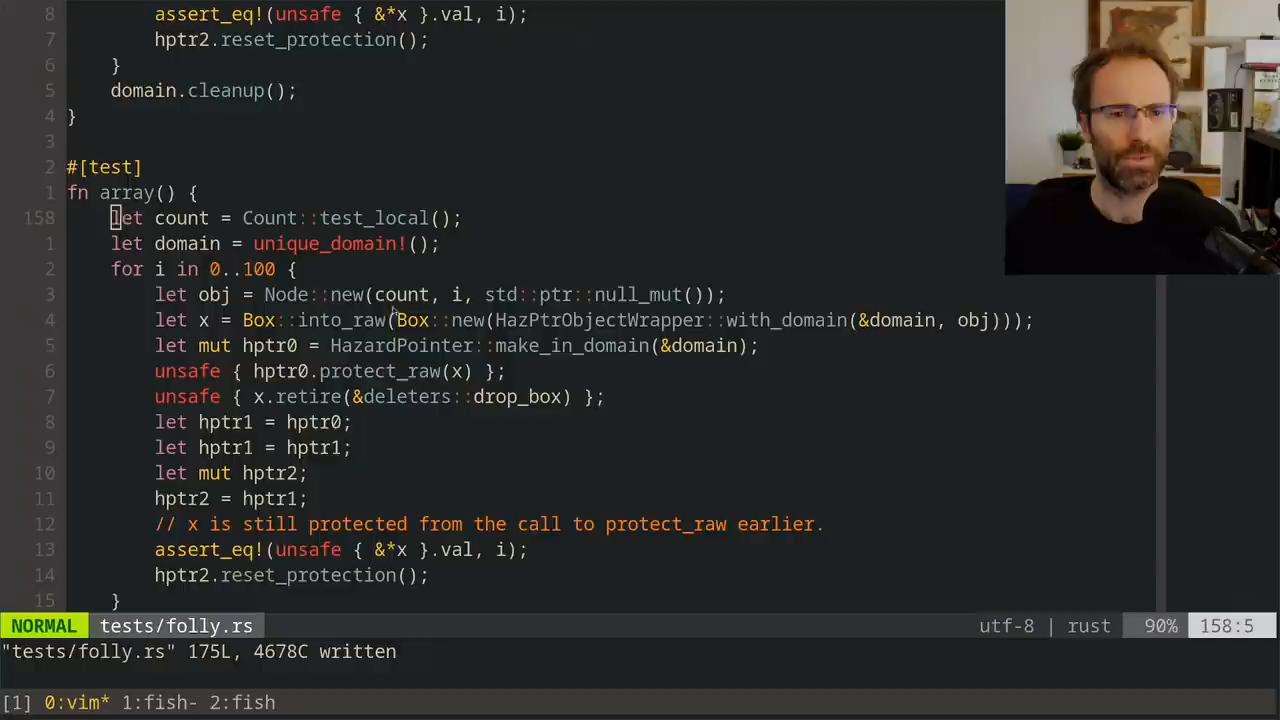 8         assert_eq!(unsafe { &*x }.val, i);
7         hptr2.reset_protection();
6     }
5     domain.cleanup();
4 }
3
2 #[test]
1 fn array() {
158     let count = Count::test_local();
1     let domain = unique_domain!();
2     for i in 0..100 {
3         let obj = Node::new(count, i, std::ptr::null_mut());
4         let x = Box::into_raw(Box::new(HazPtrObjectWrapper::with_domain(&domain, obj)));
5         let mut hptr0 = HazardPointer::make_in_domain(&domain);
6         unsafe { hptr0.protect_raw(x) };
7         unsafe { x.retire(&deleters::drop_box) };
8         let hptr1 = hptr0;
9         let hptr1 = hptr1;
10         let mut hptr2;
11         hptr2 = hptr1;
12         // x is still protected from the call to protect_raw earlier.
13         assert_eq!(unsafe { &*x }.val, i);
14         hptr2.reset_protection();
15     }
NORMAL tests/folly.rs utf-8 | rust 90% 158:5
"tests/folly.rs" 175L, 4678C written
[1] 0:vim* 1:fish- 2:fish